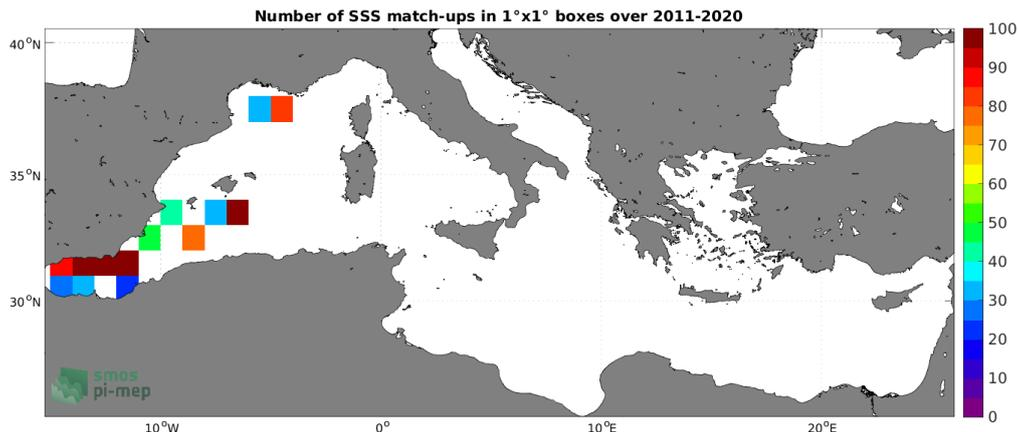 Number of SSS match-ups in 1°x1° boxes over 2011-2020
40°N
35°N
30°N
10°W
0°
10°E
20°E
100
90
80
70
60
50
40
30
20
10
0
smos
pi-mep